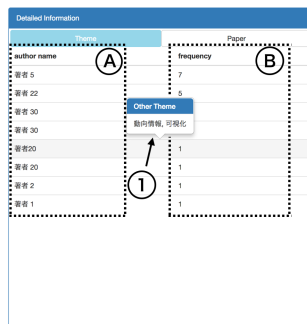 Detailed Information
Theme Paper
author name frequency
A B
著者 5 7
著者 22 5
著者 30
Other Theme
動向情報, 可視化
著者 30
著者20 1
著者 20 1
1
著者 2 1
著者 1 1